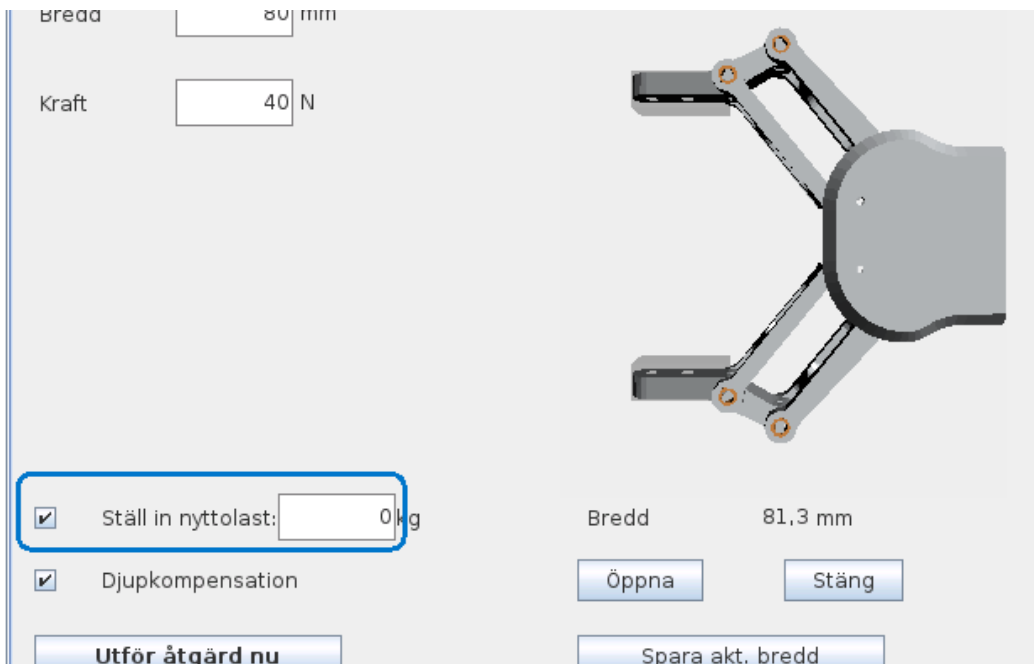 Bredd 80 mm
Kraft 40 N
Ställ in nyttolast: 0 kg Bredd 81,3 mm
Djupkompensation Öppna Stäng
Utför åtgärd nu Spara akt. bredd